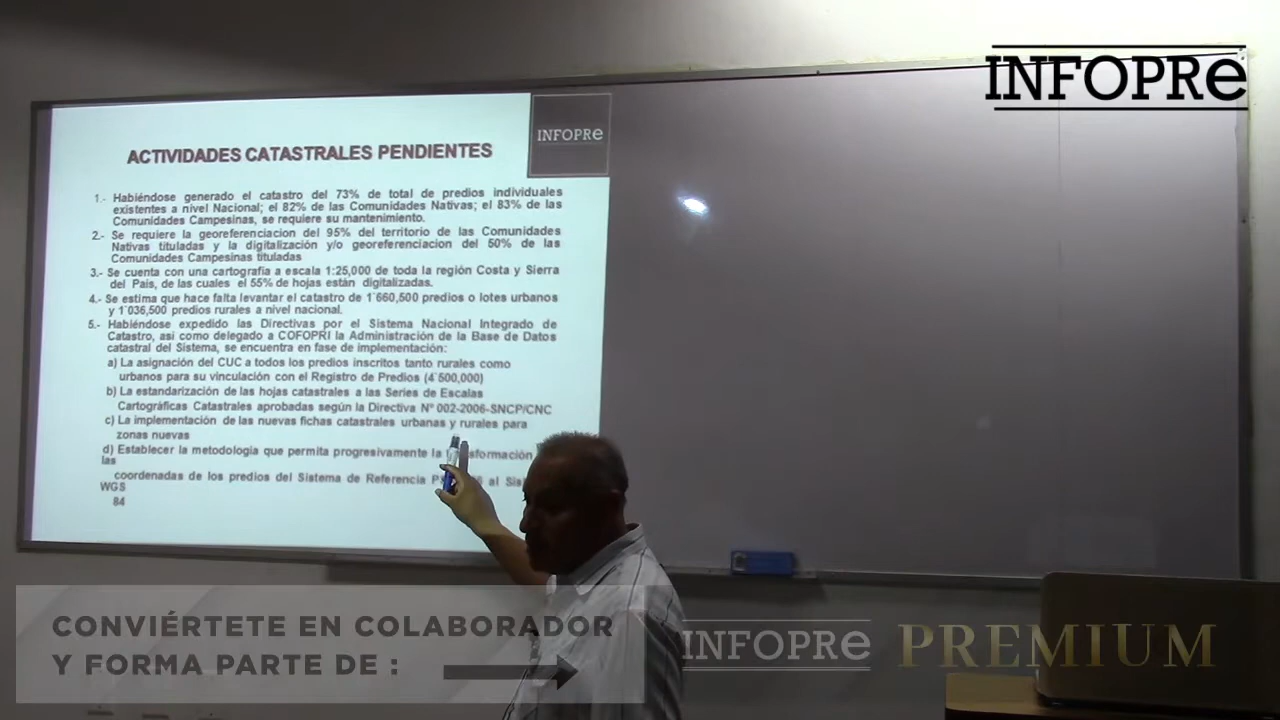 INFOPRe
INFOPRe
ACTIVIDADES CATASTRALES PENDIENTES
1.- Habiéndose generado el catastro del 73% de total de predios individuales
existentes a nivel Nacional; el 82% de las Comunidades Nativas; el 83% de las
Comunidades Campesinas, se requiere su mantenimiento.
2.- Se requiere la georeferenciacion del 95% del territorio de las Comunidades
Nativas tituladas y la digitalización y/o georeferenciacion del 50% de las
Comunidades Campesinas tituladas
3.- Se cuenta con una cartografía a escala 1:25,000 de toda la región Costa y Sierra
del País, de las cuales el 55% de hojas están digitalizadas.
4.- Se estima que hace falta levantar el catastro de 1´660,500 predios o lotes urbanos
y 1´036,500 predios rurales a nivel nacional.
5.- Habiéndose expedido las Directivas por el Sistema Nacional Integrado de
Catastro, asi como delegado a COFOPRI la Administración de la Base de Datos
catastral del Sistema, se encuentra en fase de implementación:
a) La asignación del CUC a todos los predios inscritos tanto rurales como
urbanos para su vinculación con el Registro de Predios (4´500,000)
b) La estandarización de las hojas catastrales a las Series de Escalas
Cartográficas Catastrales aprobadas según la Directiva Nº 002-2006-SNCP/CNC
c) La implementación de las nuevas fichas catastrales urbanas y rurales para
zonas nuevas
d) Establecer la metodología que permita progresivamente la
las
coordenadas de los predios del Sistema de Referencia al
WGS
84
CONVIÉRTETE EN COLABORADOR
Y FORMA PARTE DE :
INFOPRe PREMIUM